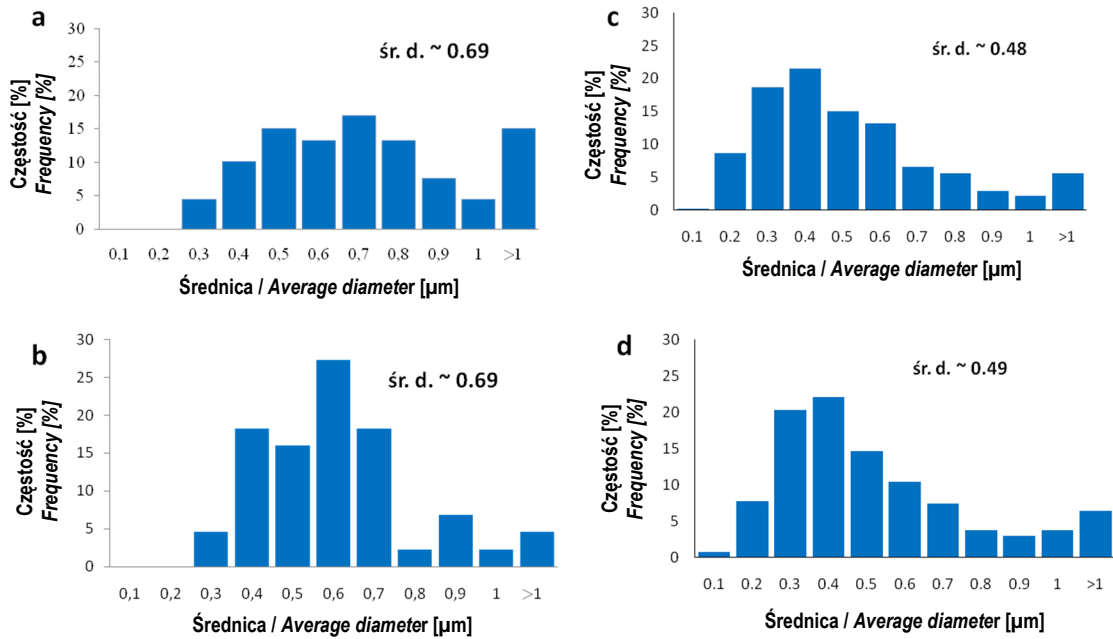 a
śr. d. ~ 0.69
Częstość [%]
Frequency [%]
30
25
20
15
10
5
0
0,1 0,2 0,3 0,4 0,5 0,6 0,7 0,8 0,9 1 >1
Średnica / Average diameter [µm]
c
śr. d. ~ 0.48
Częstość [%]
Frequency [%]
30
25
20
15
10
5
0
0.1 0.2 0.3 0.4 0.5 0.6 0.7 0.8 0.9 1 >1
Średnica / Average diameter [µm]
b
śr. d. ~ 0.69
Częstość [%]
Frequency [%]
30
25
20
15
10
5
0
0,1 0,2 0,3 0,4 0,5 0,6 0,7 0,8 0,9 1 >1
Średnica / Average diameter [µm]
d
śr. d. ~ 0.49
Częstość [%]
Frequency [%]
30
25
20
15
10
5
0
0.1 0.2 0.3 0.4 0.5 0.6 0.7 0.8 0.9 1 >1
Średnica / Average diameter [µm]